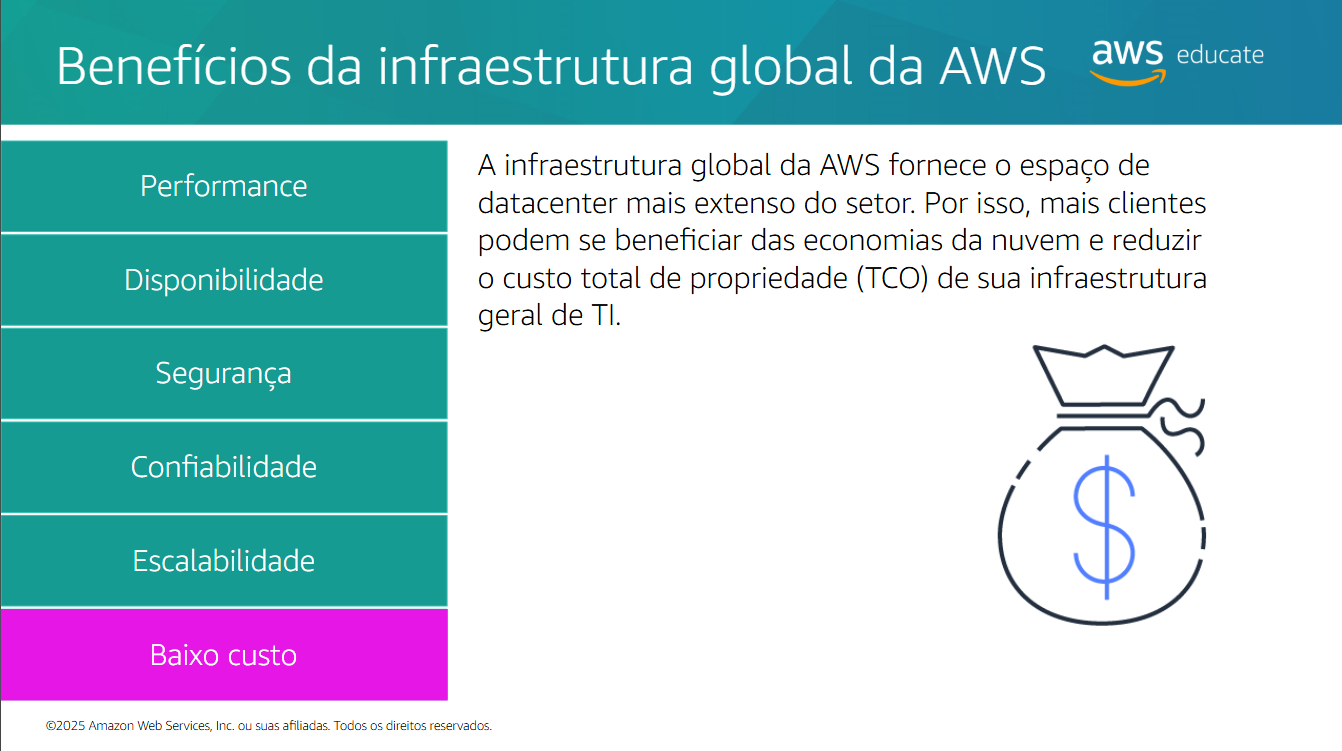 Benefícios da infraestrutura global da AWS
aws educate
Performance
Disponibilidade
Segurança
Confiabilidade
Escalabilidade
Baixo custo
A infraestrutura global da AWS fornece o espaço de
datacenter mais extenso do setor. Por isso, mais clientes
podem se beneficiar das economias da nuvem e reduzir
o custo total de propriedade (TCO) de sua infraestrutura
geral de TI.
$
©2025 Amazon Web Services, Inc. ou suas afiliadas. Todos os direitos reservados.